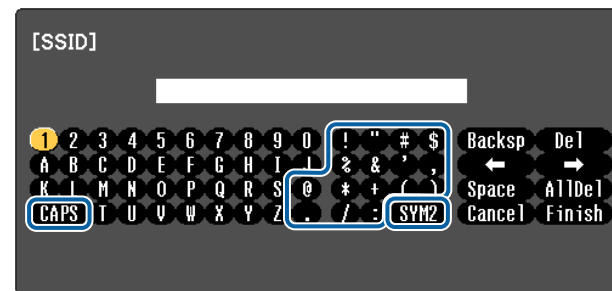 [SSID]
1 2 3 4 5 6 7 8 9 0 ! " # $ Backsp Del
A B C D E F G H I J % & ' , ← →
K L M N O P Q R S @ * + ( ) Space AllDel
CAPS T U V W X Y Z . / : SYM2 Cancel Finish